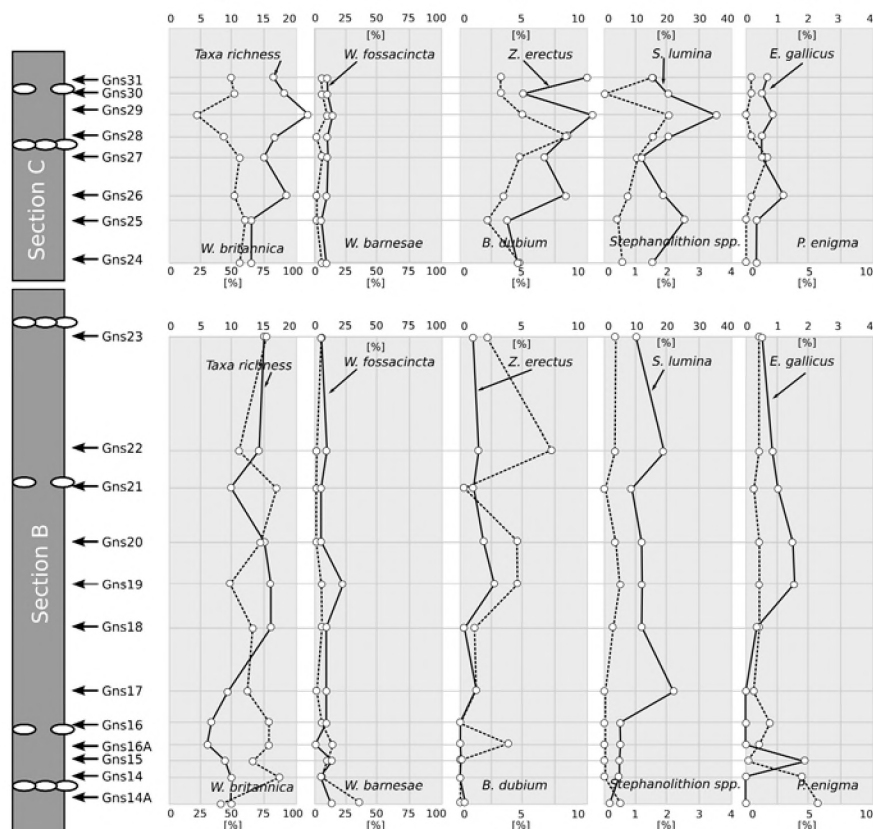 0 5 10 15 20 0 25 50 75 100 0 5 10 0 10 20 30 40 0 1 2 3 4
[%] [%] [%] [%]
Taxa richness W. fossacincta Z. erectus S. lumina E. gallicus
Gns31
Gns30
Gns29
Gns28
Gns27
Gns26
Gns25
Gns24
Section C
W. britannica W. barnesae B. dubium Stephanolithion spp. P. enigma
0 25 50 75 100 0 25 50 75 100 0 5 10 0 1 2 3 4 0 5 10
[%] [%] [%] [%] [%]
0 5 10 15 20 0 25 50 75 100 0 5 10 0 10 20 30 40 0 1 2 3 4
[%] [%] [%] [%]
Taxa richness W. fossacincta Z. erectus S. lumina E. gallicus
Gns23
Gns22
Gns21
Gns20
Gns19
Gns18
Gns17
Gns16
Gns16A
Gns15
Gns14
Gns14A
Section B
W. britannica W. barnesae B. dubium Stephanolithion spp. P. enigma
0 25 50 75 100 0 25 50 75 100 0 5 10 0 1 2 3 4 0 5 10
[%] [%] [%] [%] [%]